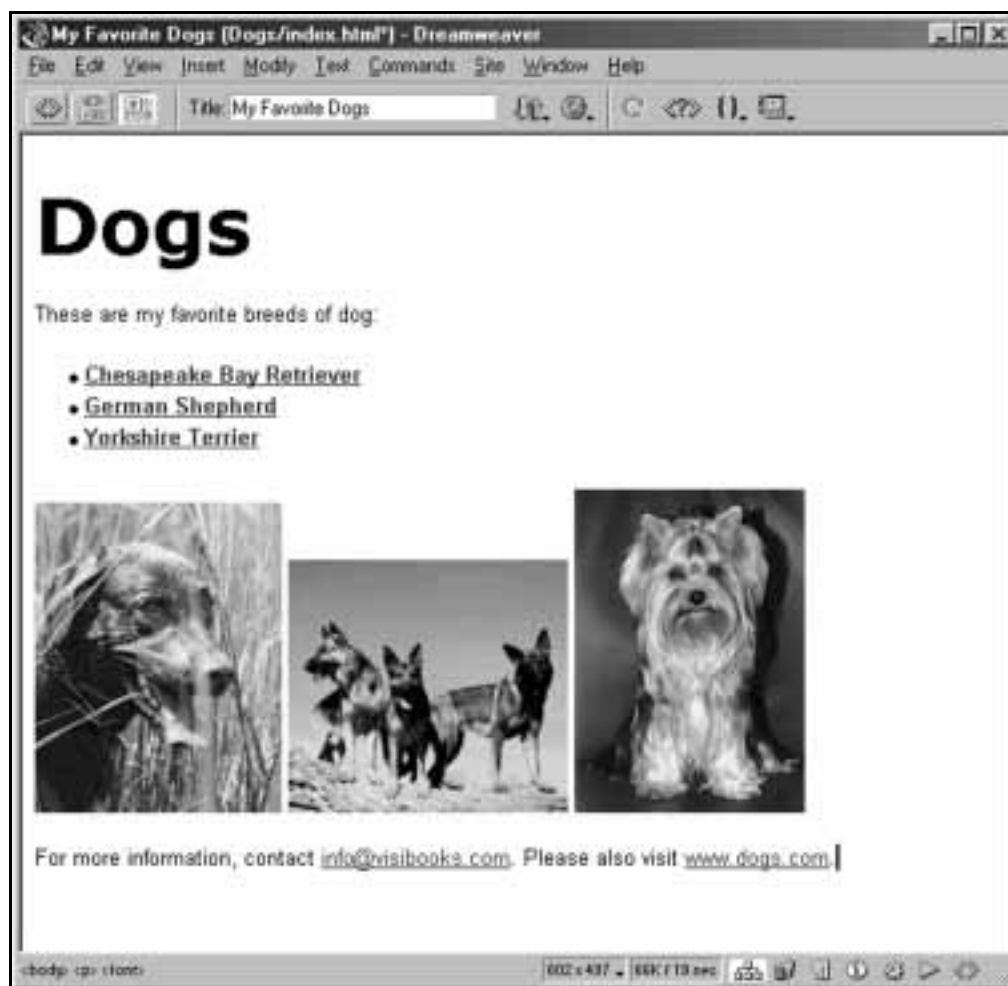 My Favorite Dogs (Dogs/index.html*) - Dreamweaver
File Edit View Insert Modify Text Commands Site Window Help
Title: My Favorite Dogs
Dogs
These are my favorite breeds of dog:
• Chesapeake Bay Retriever
• German Shepherd
• Yorkshire Terrier
For more information, contact info@visibooks.com. Please also visit www.dogs.com.
<body> <p> <font>